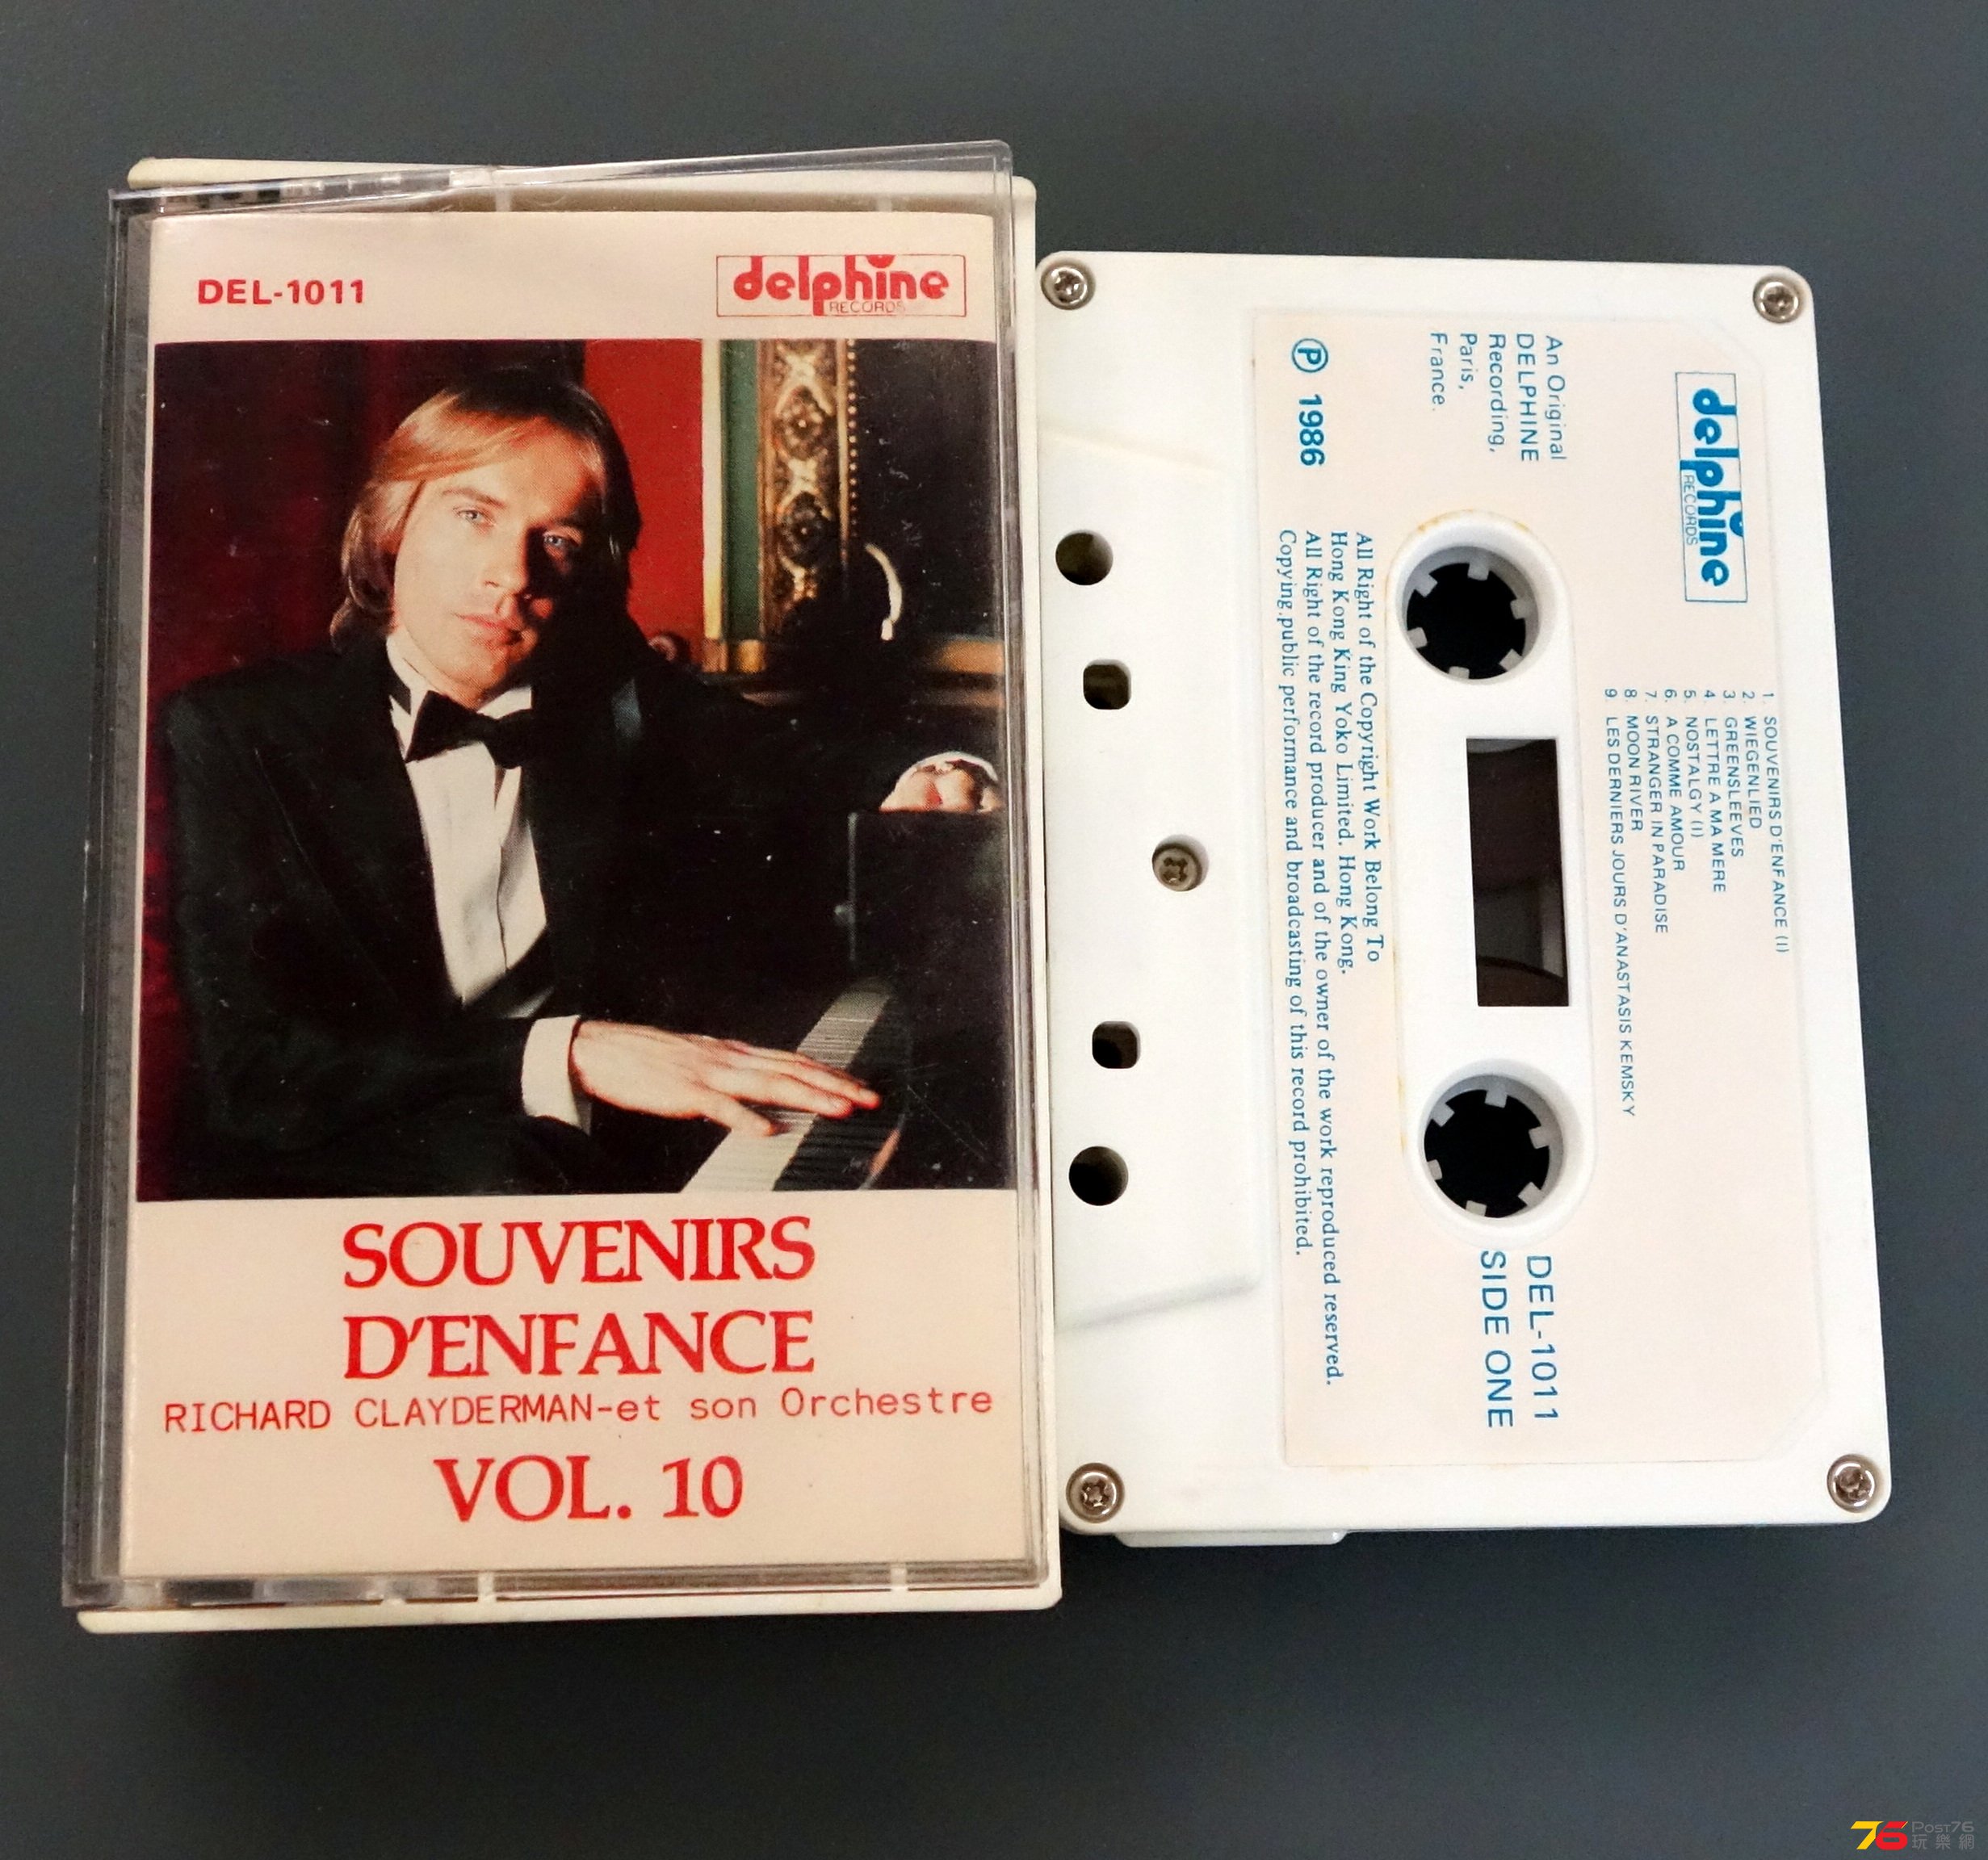 DEL-1011
delphine
RECORDS
SOUVENIRS
D'ENFANCE
RICHARD CLAYDERMAN-et son Orchestre
VOL. 10
delphine
RECORDS
1. SOUVENIRS D'ENFANCE (I)
2. WIEGENLIED
3. GREENSLEEVES
4. LETTRE A MA MERE
5. NOSTALGY (I)
6. A COMME AMOUR
7. STRANGER IN PARADISE
8. MOON RIVER
9. LES DERNIERS JOURS D'ANASTASIS KEMSKY
An Original
DELPHINE
Recording,
Paris,
France.
Ⓟ 1986
DEL-1011
SIDE ONE
All Right of the Copyright Work Belong To
Hong Kong King Yoko Limited. Hong Kong.
All Right of the record producer and of the owner of the work reproduced reserved.
Copying.public performance and broadcasting of this record prohibited.
76 Post76
玩樂網